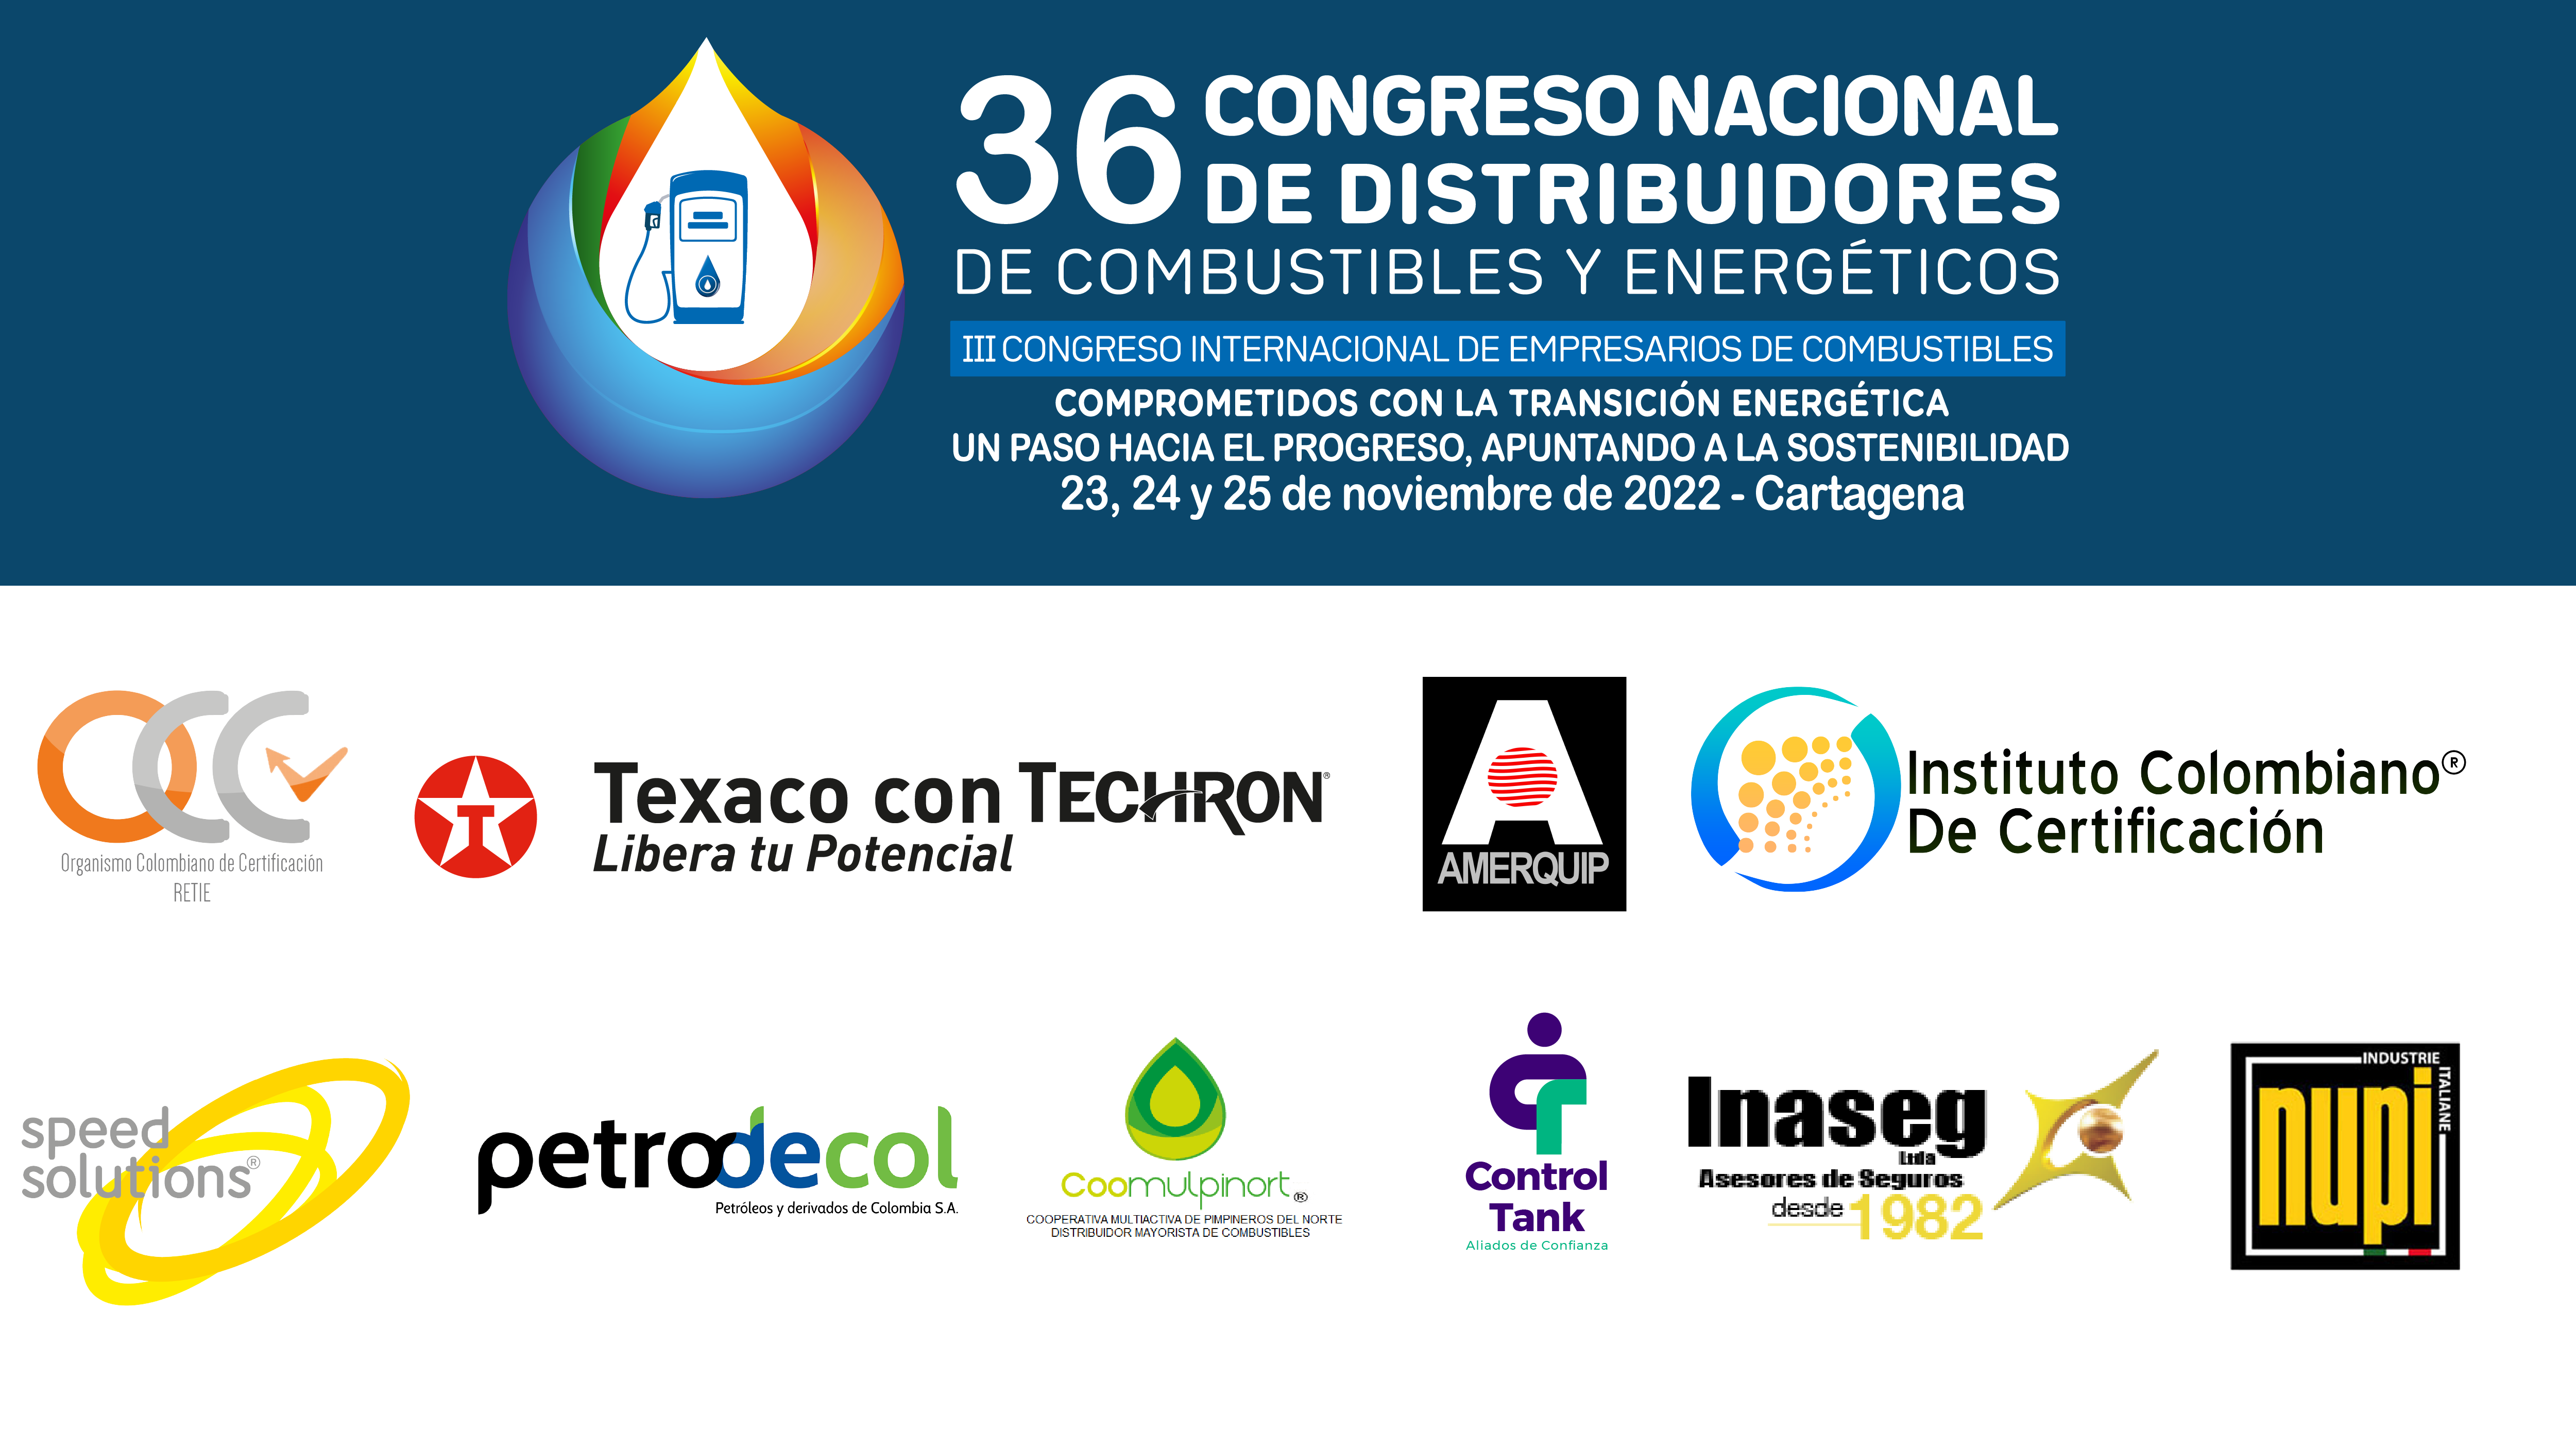 36 CONGRESO NACIONAL
DE DISTRIBUIDORES
DE COMBUSTIBLES Y ENERGÉTICOS
III CONGRESO INTERNACIONAL DE EMPRESARIOS DE COMBUSTIBLES
COMPROMETIDOS CON LA TRANSICIÓN ENERGÉTICA
UN PASO HACIA EL PROGRESO, APUNTANDO A LA SOSTENIBILIDAD
23, 24 y 25 de noviembre de 2022 - Cartagena
OCC
Organismo Colombiano de Certificación
RETIE
T
Texaco con TECHRON®
Libera tu Potencial
A
AMERQUIP
Instituto Colombiano®
De Certificación
speed
solutions®
petrodecol
Petróleos y derivados de Colombia S.A.
Coomulpinort®
COOPERATIVA MULTIACTIVA DE PIMPINEROS DEL NORTE
DISTRIBUIDOR MAYORISTA DE COMBUSTIBLES
Control
Tank
Aliados de Confianza
Inaseg
Ltda
Asesores de Seguros
desde 1982
INDUSTRIE
ITALIANE
nupi